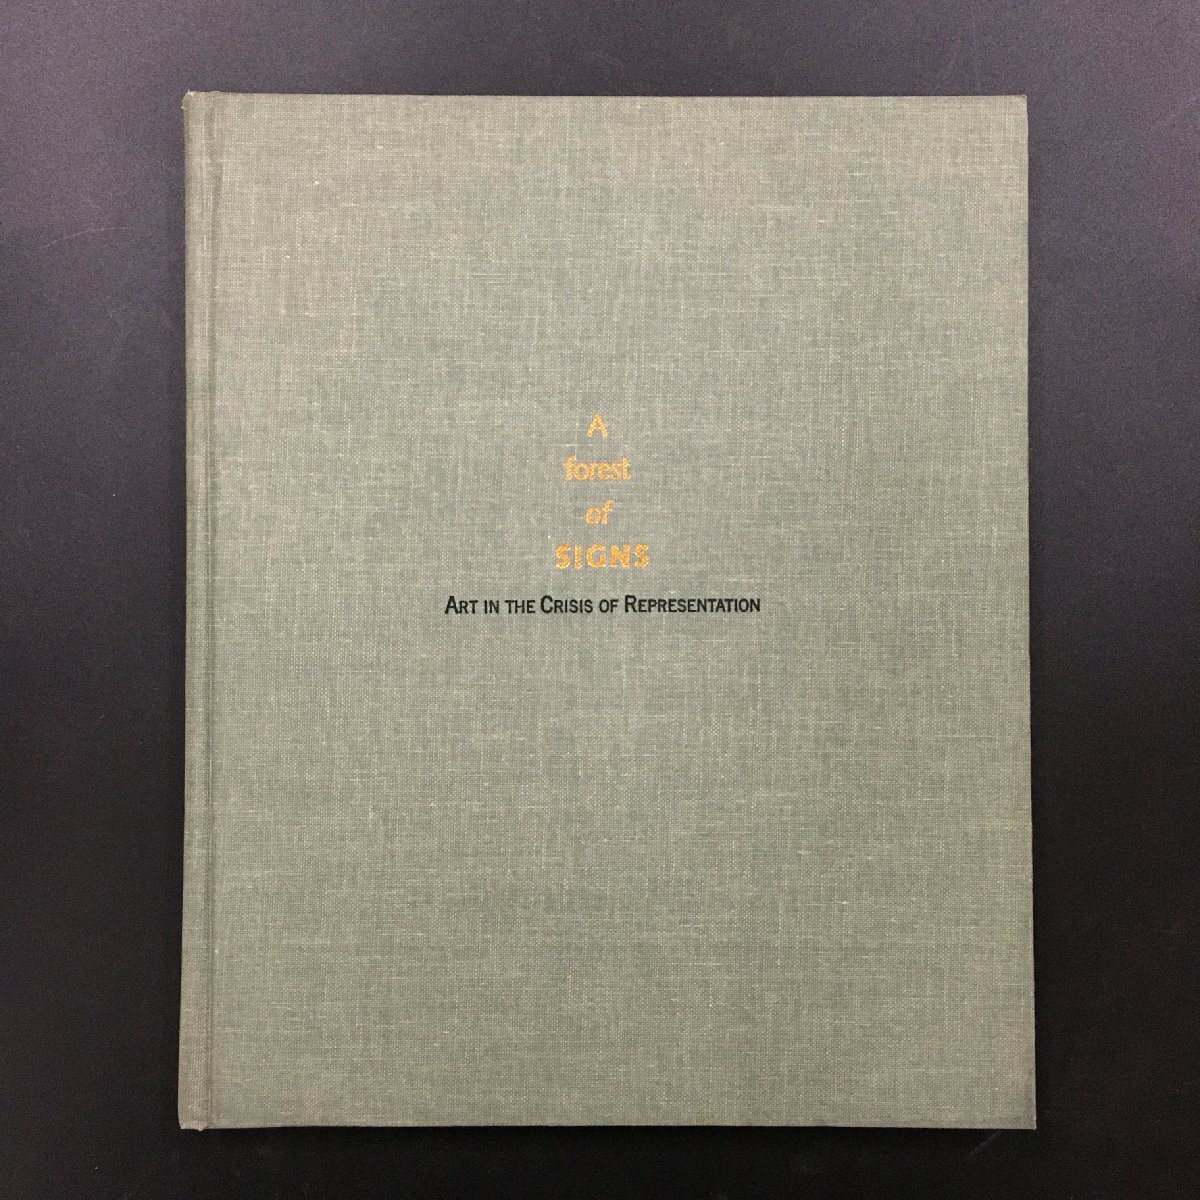 A
forest
of
SIGNS
ART IN THE CRISIS OF REPRESENTATION